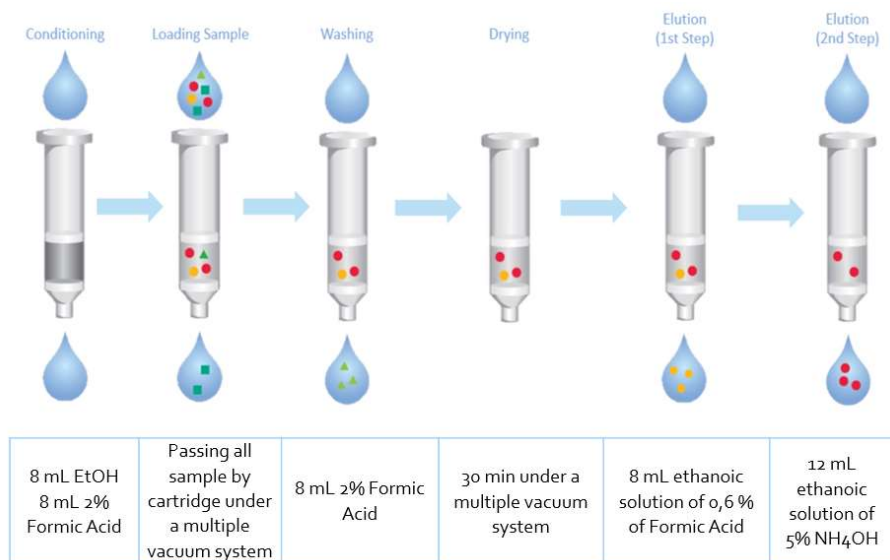 Conditioning
Loading Sample
Washing
Drying
Elution
(1st Step)
Elution
(2nd Step)
8 mL EtOH
8 mL 2%
Formic Acid
Passing all
sample by
cartridge under
a multiple
vacuum system
8 mL 2% Formic
Acid
30 min under a
multiple vacuum
system
8 mL ethanoic
solution of 0,6 %
of Formic Acid
12 mL
ethanoic
solution of
5% NH4OH